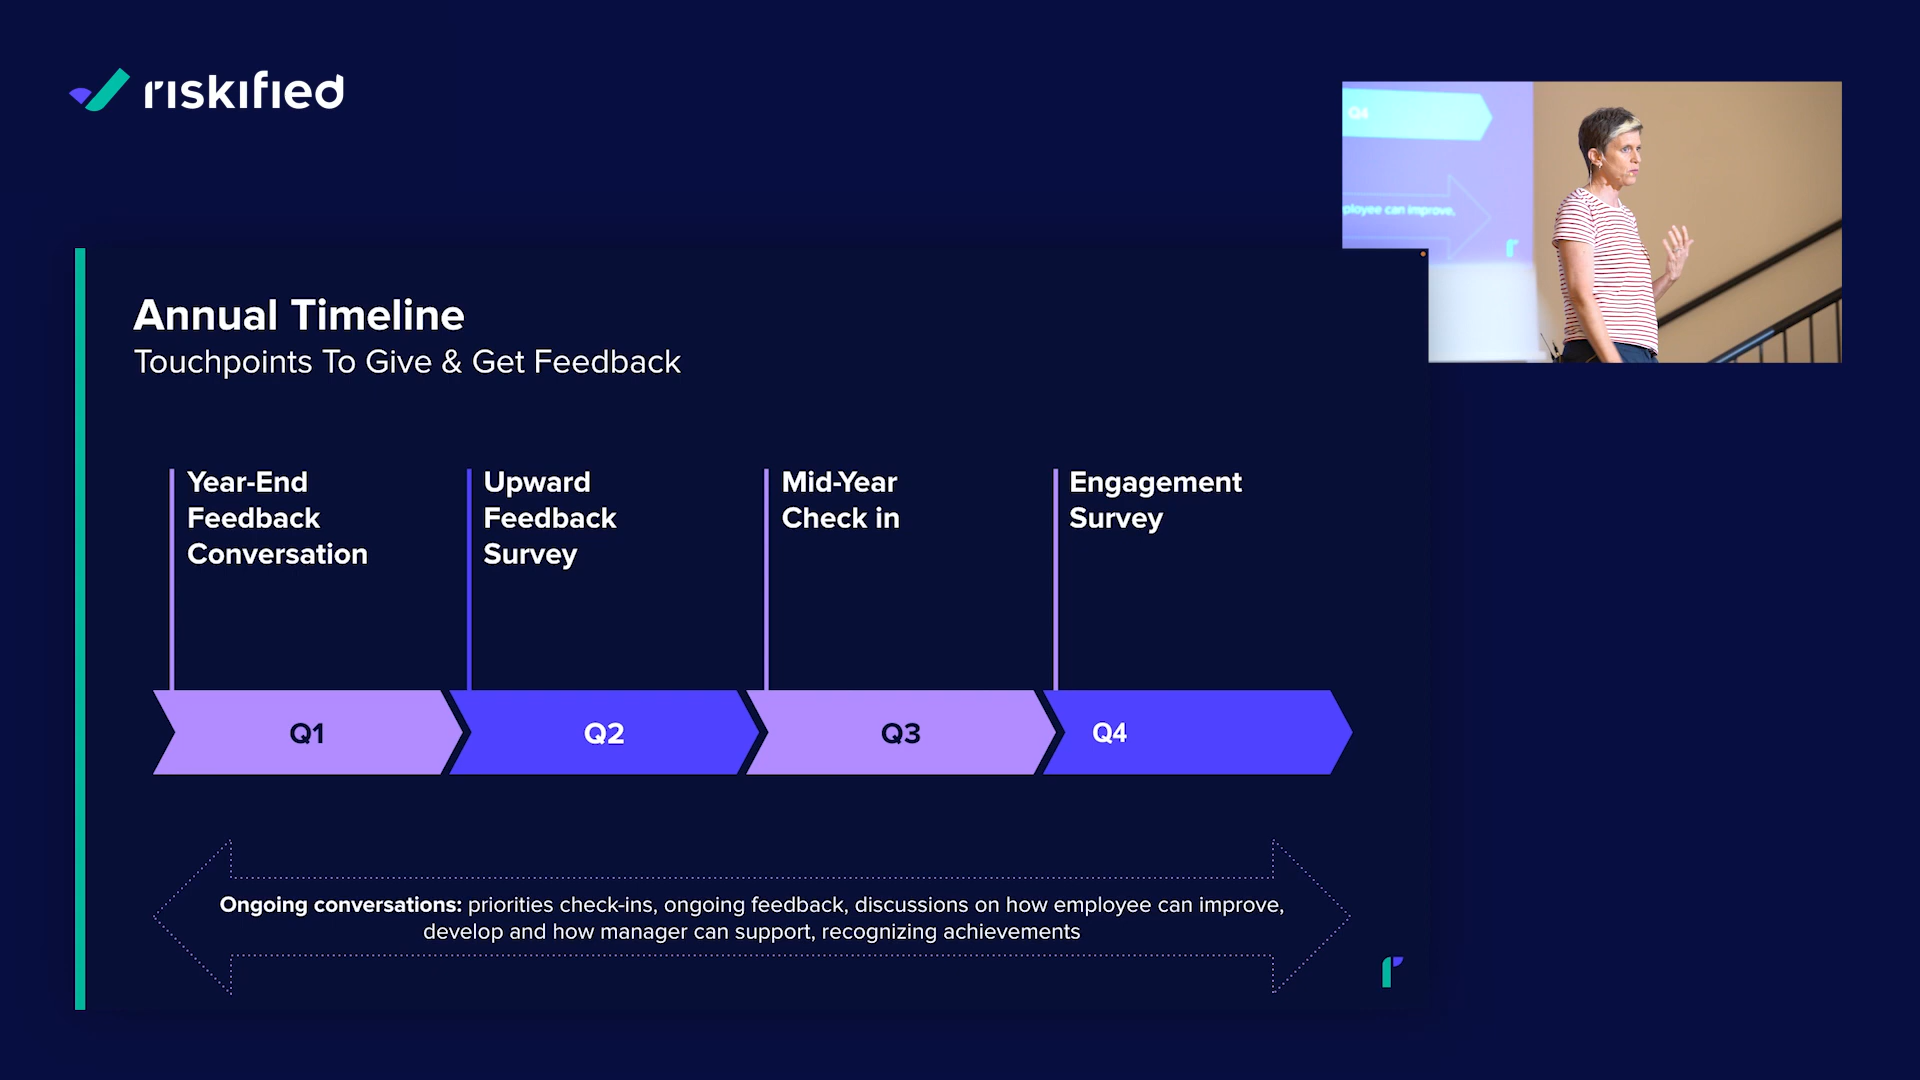 riskified
Q4
ployee can improve,
Annual Timeline
Touchpoints To Give & Get Feedback
Year-End
Feedback
Conversation
Upward
Feedback
Survey
Mid-Year
Check in
Engagement
Survey
Q1
Q2
Q3
Q4
Ongoing conversations: priorities check-ins, ongoing feedback, discussions on how employee can improve,
develop and how manager can support, recognizing achievements